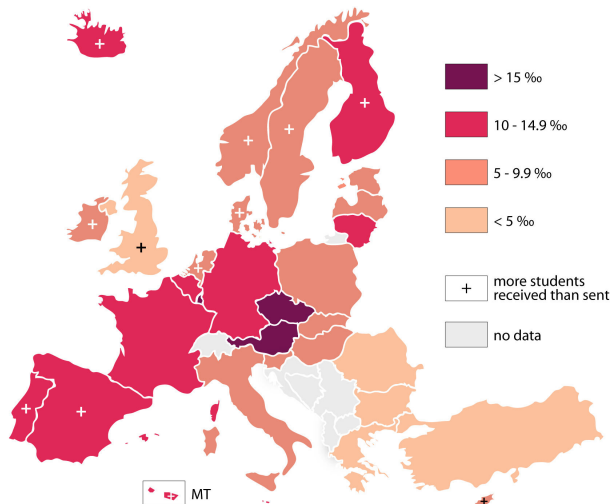 > 15 ‰
10 - 14.9 ‰
5 - 9.9 ‰
< 5 ‰
+ more students
received than sent
no data
MT